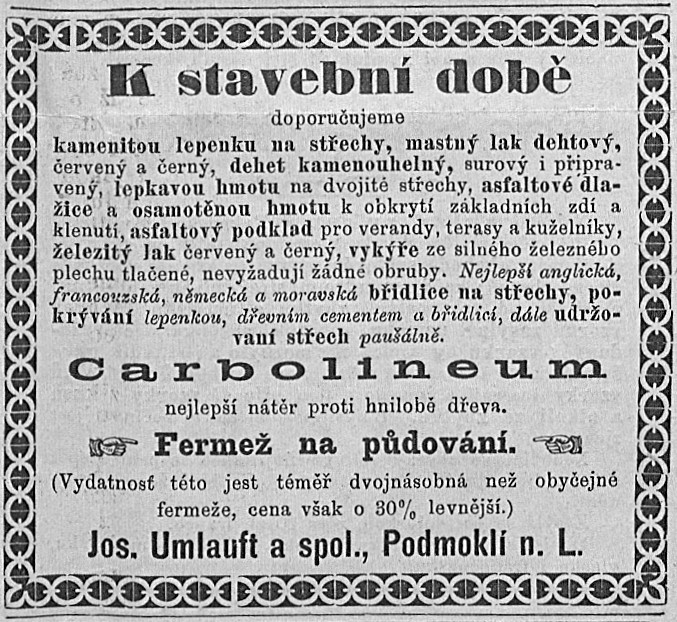 K stavební době
doporučujeme
kamenitou lepenku na střechy, mastný lak dehtový,
červený a černý, dehet kamenouhelný, surový i připra-
vený, lepkavou hmotu na dvojité střechy, asfaltové dla-
žice a osamotěnou hmotu k obkrytí základních zdí a
klenutí, asfaltový podklad pro verandy, terasy a kuželníky,
železitý lak červený a černý, vykýře ze silného železného
plechu tlačené, nevyžadují žádné obruby. Nejlepší anglická,
francouzská, německá a moravská břidlice na střechy, po-
krývání lepenkou, dřevním cementem a břidlicí, dále udržo-
vaní střech paušálně.
Carbolineum
nejlepší nátěr proti hnilobě dřeva.
Fermež na půdování.
(Vydatnosť této jest téměř dvojnásobná než obyčejné
fermeže, cena však o 30% levnější.)
Jos. Umlauft a spol., Podmoklí n. L.